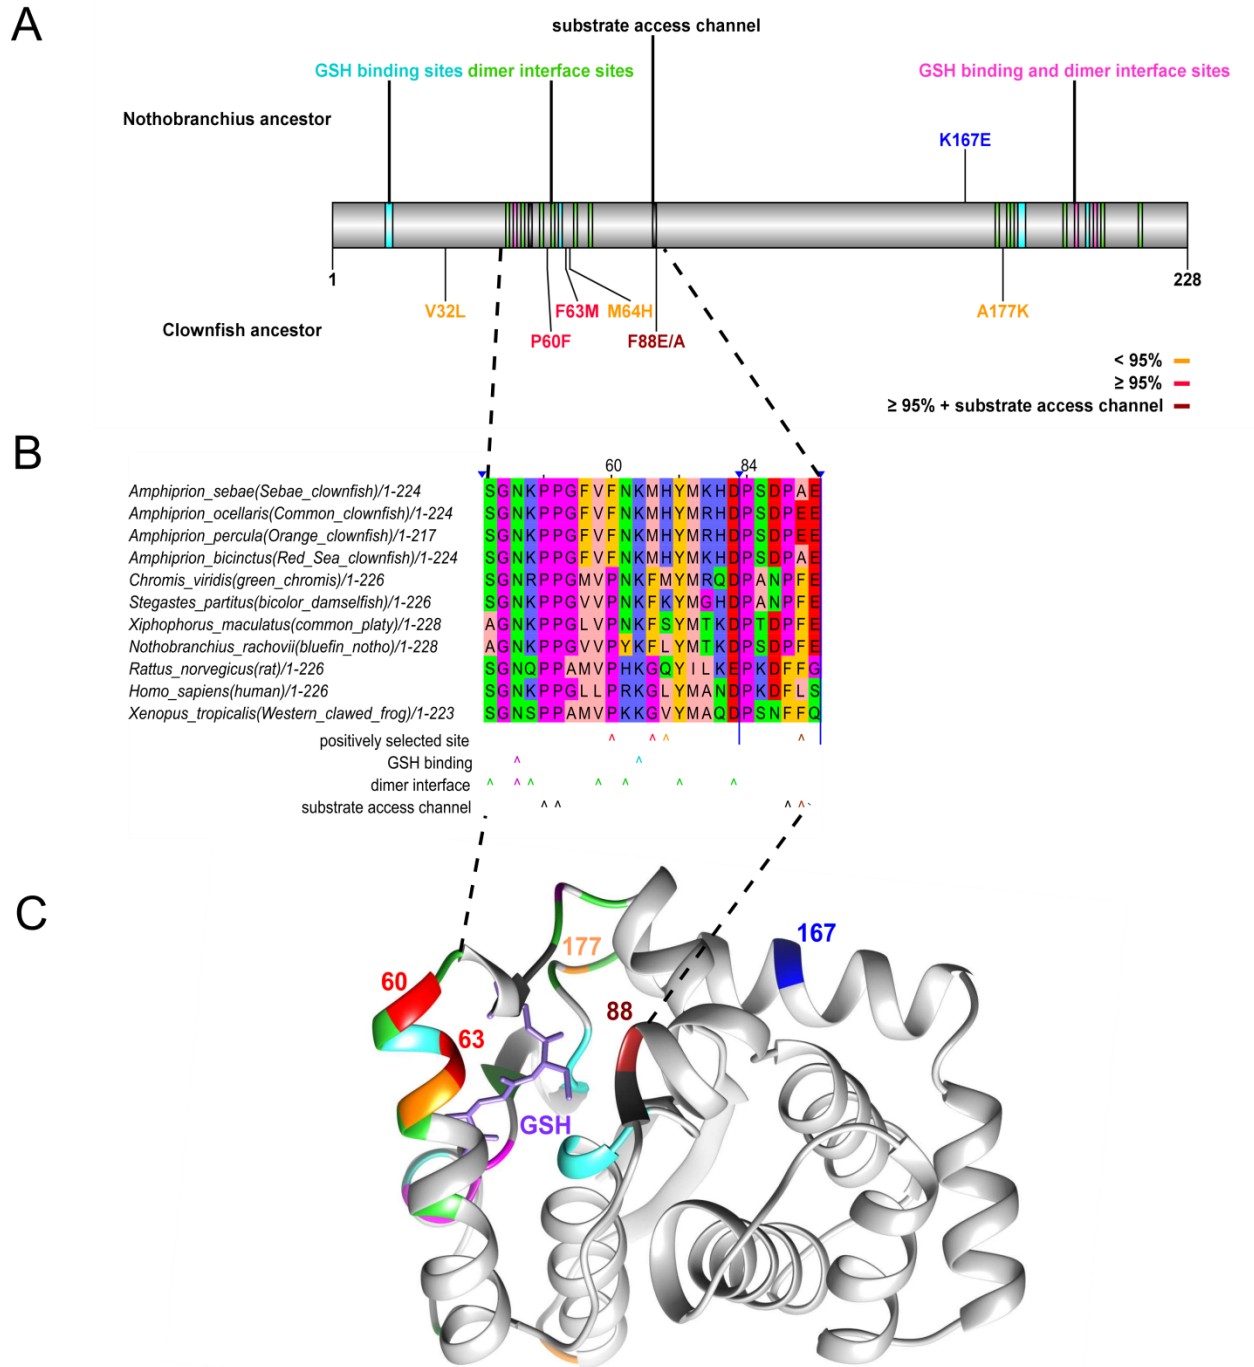 A
substrate access channel
GSH binding sites dimer interface sites
GSH binding and dimer interface sites
Nothobranchius ancestor
K167E
1
228
V32L
F63M M64H
A177K
Clownfish ancestor
P60F
F88E/A
< 95%
≥ 95%
≥ 95% + substrate access channel
B
60 84
Amphiprion_sebae(Sebae_clownfish)/1-224 SGNKPPGFVFNKMHYMKHDPSDPAE
Amphiprion_ocellaris(Common_clownfish)/1-224 SGNKPPGFVFNKMHYMRHDPSDPEE
Amphiprion_percula(Orange_clownfish)/1-217 SGNKPPGFVFNKMHYMRHDPSDPEE
Amphiprion_bicinctus(Red_Sea_clownfish)/1-224 SGNKPPGFVFNKMHYMKHDPSDPAE
Chromis_viridis(green_chromis)/1-226 SGNRPPGMVPNKFMYMRQDPANPFE
Stegastes_partitus(bicolor_damselfish)/1-226 SGNKPPGVVPNKFKYMGHDPANPFE
Xiphophorus_maculatus(common_platy)/1-228 AGNKPPGLVPNKFSYMTKDPTDPFE
Nothobranchius_rachovii(bluefin_notho)/1-228 AGNKPPGVVPYKFLYMTKDPSDPFE
Rattus_norvegicus(rat)/1-226 SGNQPPAMVPHKGQYILKEPKDFFG
Homo_sapiens(human)/1-226 SGNKPPGLLPRKGLYMANDPKDFLS
Xenopus_tropicalis(Western_clawed_frog)/1-223 SGNSPPAMVPKKGVYMAQDPSNFFQ
positively selected site
GSH binding
dimer interface
substrate access channel
C
177
167
60
88
63
GSH